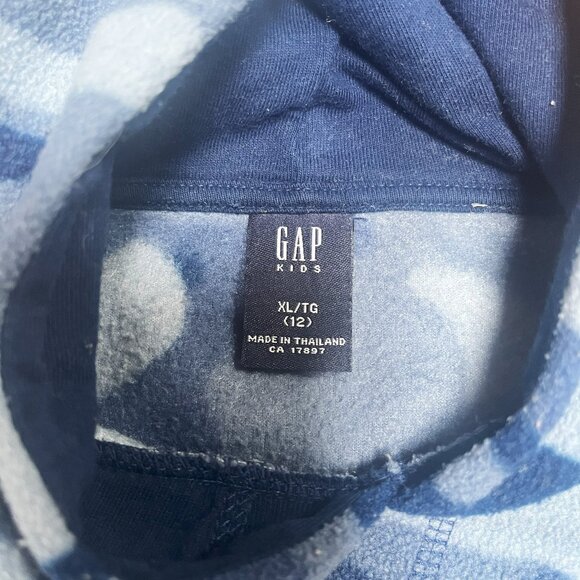 GAP
KIDS
XL/TG
(12)
MADE IN THAILAND
CA 17897